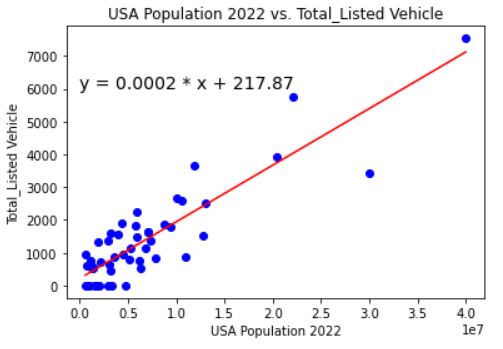 USA Population 2022 vs. Total_Listed Vehicle
y = 0.0002 * x + 217.87
Total_Listed Vehicle
7000
6000
5000
4000
3000
2000
1000
0
0.0 0.5 1.0 1.5 2.0 2.5 3.0 3.5 4.0
1e7
USA Population 2022